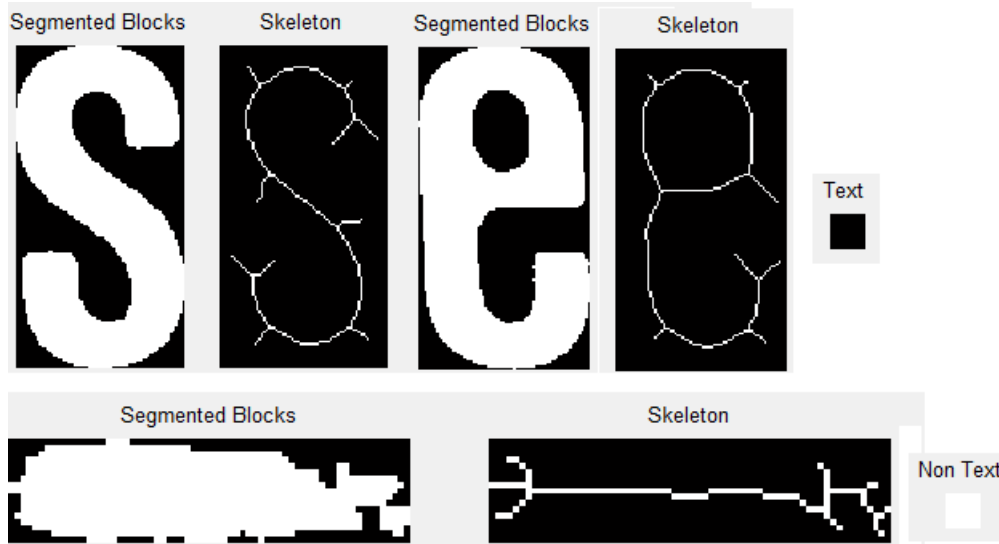 Segmented Blocks Skeleton Segmented Blocks Skeleton
s e
Text
Segmented Blocks Skeleton
Non Text